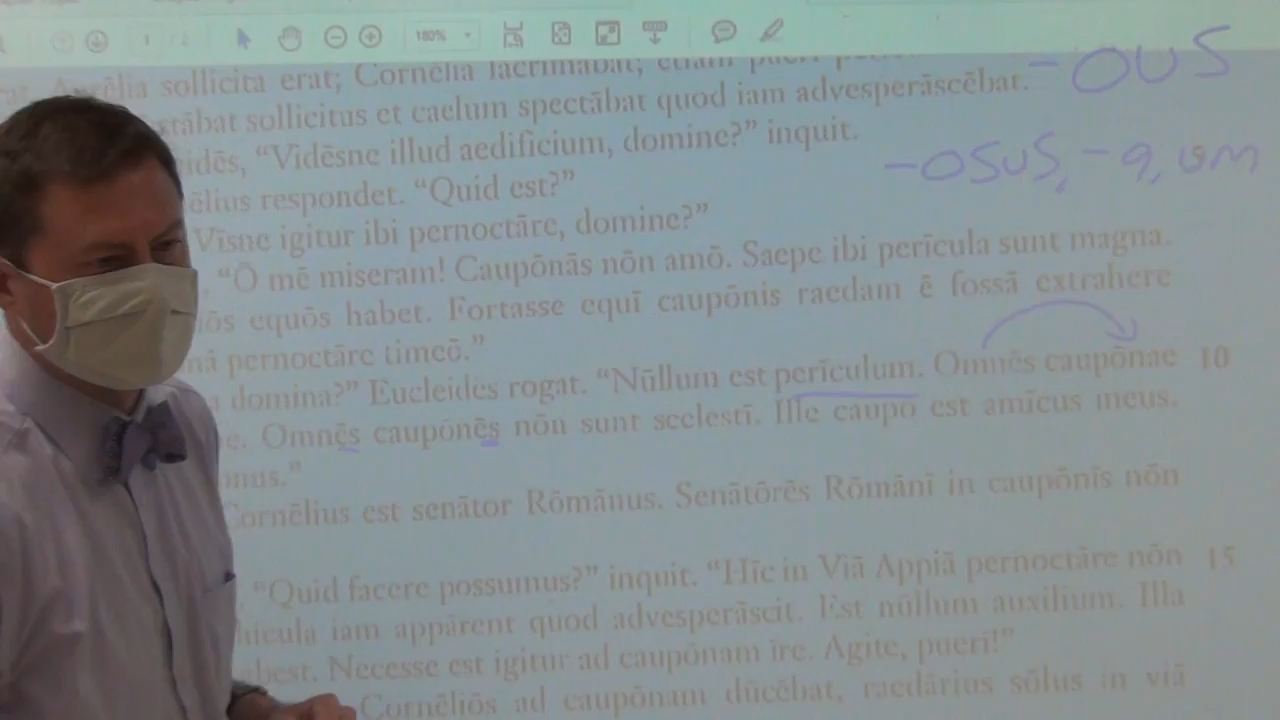 1
180%
-OUS
Aurēlia sollicita erat; Cornēlia lacrimābat; etiam
sollicitus et caelum spectābat quod iam advesperāscēbat.
-OSUS, -a, um
"Vidēsne illud aedificium, domine?" inquit.
respondet. "Quid est?"
Vīsne igitur ibi pernoctāre, domine?"
"Ō mē miseram! Caupōnās nōn amō. Saepe ibi perīcula sunt magna.
equōs habet. Fortasse equī caupōnis raedam ē fossā extrahere
pernoctāre timeō."
domina?" Eucleidēs rogat. "Nūllum est perīculum. Omnēs caupōnae 10
Omnēs caupōnēs nōn sunt scelestī. Ille caupō est amīcus meus.
Cornēlius est senātor Rōmānus. Senātōrēs Rōmānī in caupōnīs nōn
"Quid facere possumus?" inquit. "Hīc in Viā Appiā pernoctāre nōn 15
iam appārent quod advesperāscit. Est nūllum auxilium. Illa
Necesse est igitur ad caupōnam īre. Agite, puerī!"
Cornēliōs ad caupōnam dūcēbat, raedārius sōlus in viā